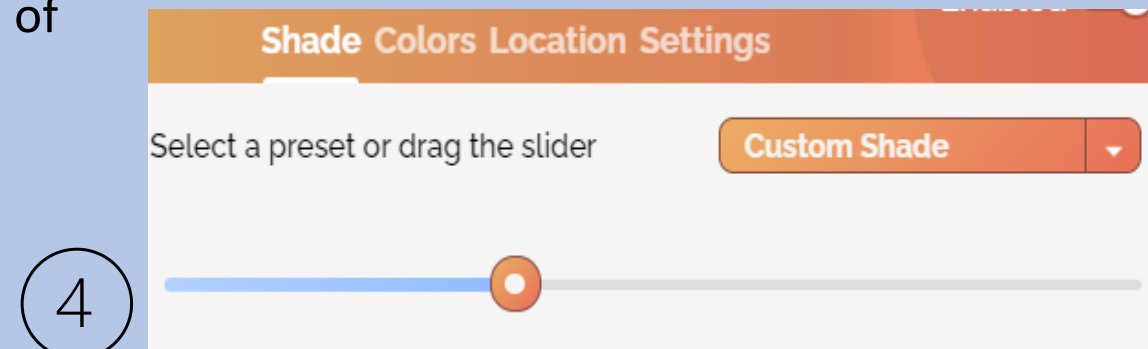 of
Shade Colors Location Settings
Select a preset or drag the slider
Custom Shade
4